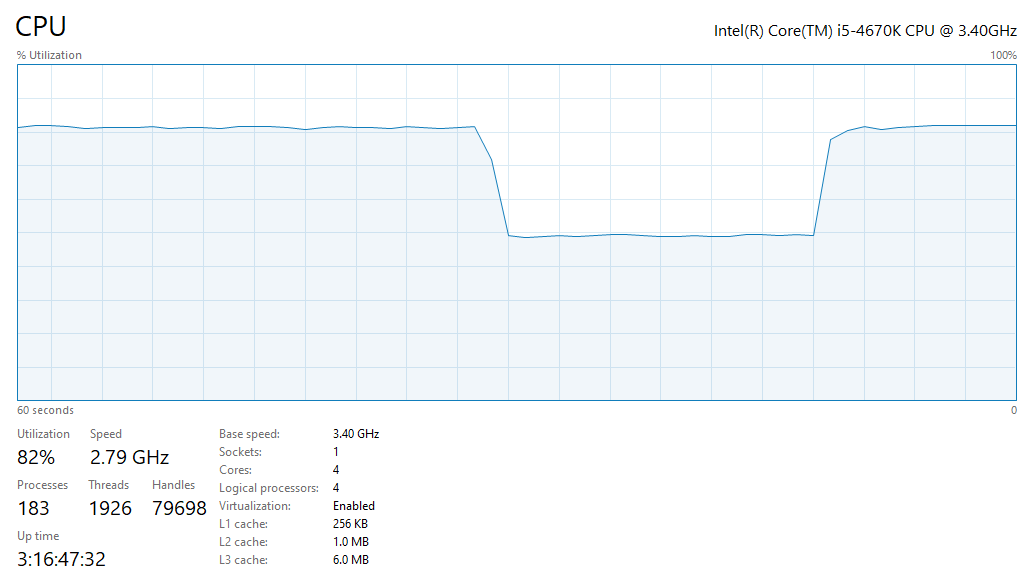 CPU
Intel(R) Core(TM) i5-4670K CPU @ 3.40GHz
% Utilization
100%
60 seconds
0
Utilization
Speed
82%
2.79 GHz
Processes
Threads
Handles
183
1926
79698
Up time
3:16:47:32
Base speed: 3.40 GHz
Sockets: 1
Cores: 4
Logical processors: 4
Virtualization: Enabled
L1 cache: 256 KB
L2 cache: 1.0 MB
L3 cache: 6.0 MB